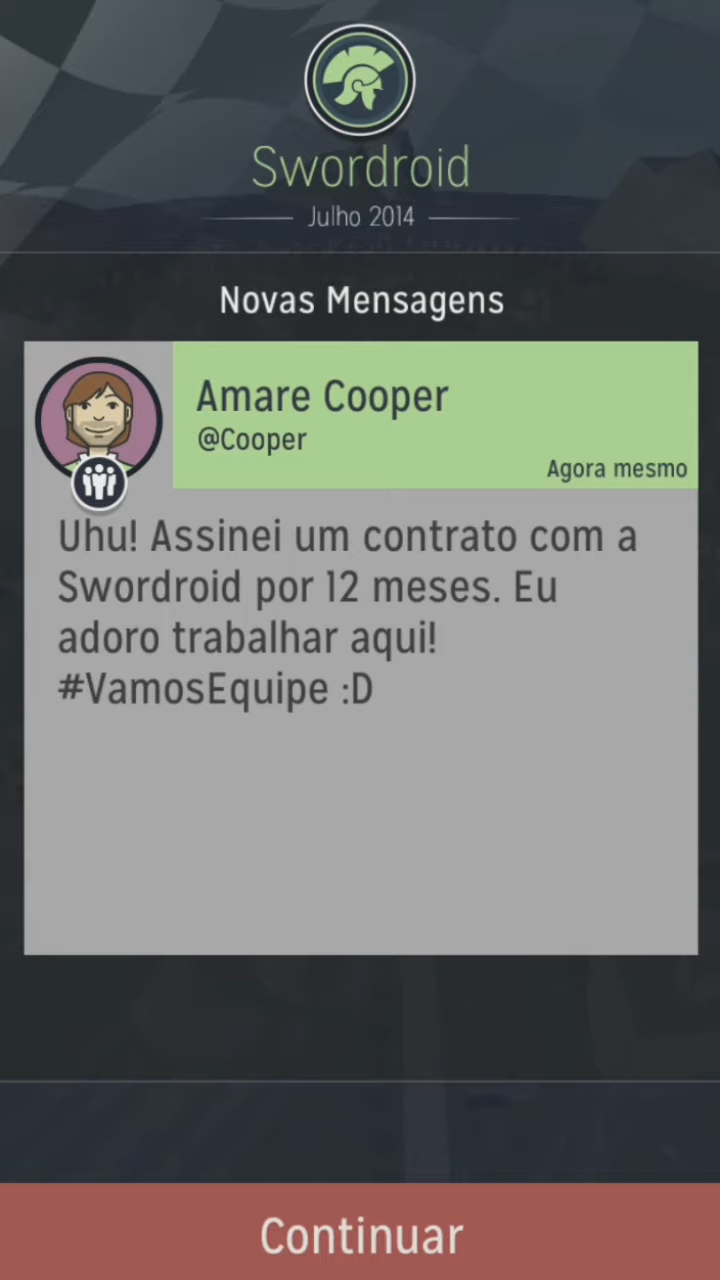 Swordroid
Julho 2014
Novas Mensagens
Amare Cooper
@Cooper
Agora mesmo
Uhu! Assinei um contrato com a
Swordroid por 12 meses. Eu
adoro trabalhar aqui!
#VamosEquipe :D
Continuar